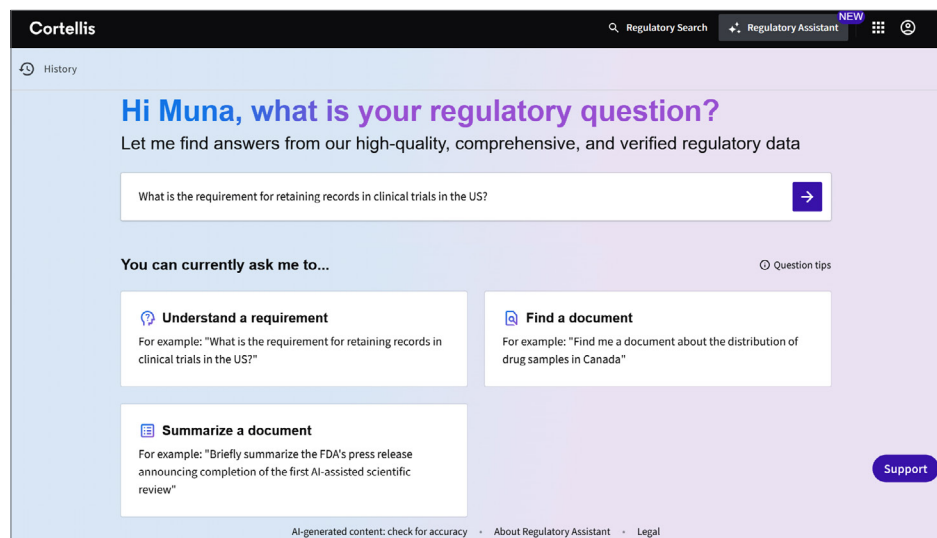 Cortellis
Regulatory Search
Regulatory Assistant
NEW
History
Hi Muna, what is your regulatory question?
Let me find answers from our high-quality, comprehensive, and verified regulatory data
What is the requirement for retaining records in clinical trials in the US?
You can currently ask me to...
Question tips
Understand a requirement
For example: "What is the requirement for retaining records in
clinical trials in the US?"
Find a document
For example: "Find me a document about the distribution of
drug samples in Canada"
Summarize a document
For example: "Briefly summarize the FDA's press release
announcing completion of the first AI-assisted scientific
review"
Support
AI-generated content: check for accuracy • About Regulatory Assistant • Legal